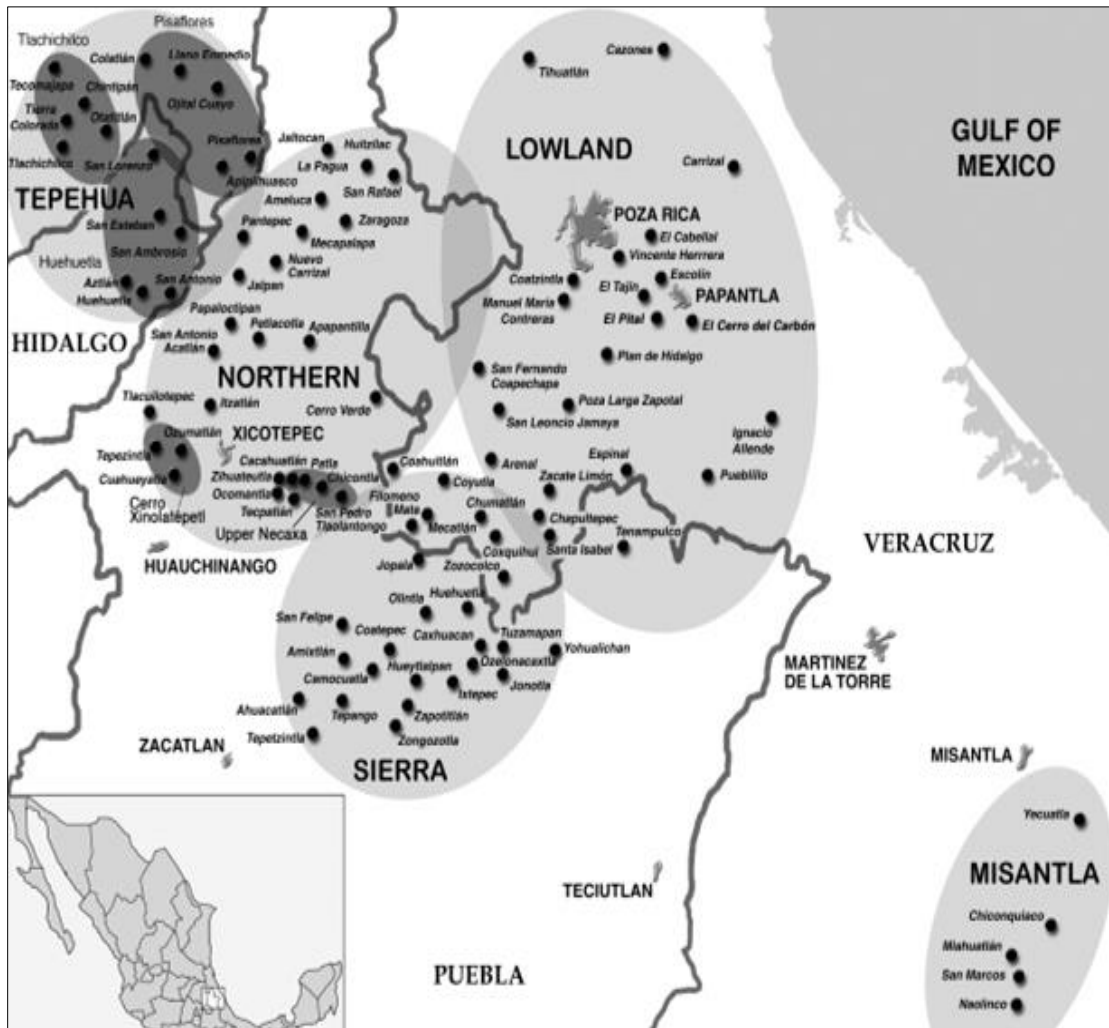 Pisaflores
Tlachichilco
Colatlán
Llano Enmedio
Cazones
Tihuatlán
Tecomajapa
Chintipán
Ojital Cuayo
Tierra
Colorada
Otatitlán
GULF OF
MEXICO
Tlachichilco
San Lorenzo
Pisaflores
Apipilhuasco
Jaltocan
Huitzilac
La Pagua
San Rafael
LOWLAND
Carrizal
TEPEHUA
Ameluca
Zaragoza
San Esteban
San Ambrosio
Pantepec
Mecapalapa
POZA RICA
El Cabellal
Vincente Herrrera
Huehuetla
Aztlán
Huehuetla
San Antonio
Nuevo
Carrizal
Jalpan
Coatzintla
Escolín
El Tajín
PAPANTLA
Manuel María
Contreras
El Pital
El Cerro del Carbón
Papaloctipan
HIDALGO
San Antonio
Acatlán
Petlacotla
Apapantilla
Plan de Hidalgo
NORTHERN
San Fernando
Coapechapa
Tlacuilotepec
Itzatlán
Cerro Verde
Poza Larga Zapotal
San Leoncio Jamaya
Ignacio
Allende
Ozumatlán
XICOTEPEC
Tepezintla
Cuahueyatla
Cacahuatlán
Patla
Chicontla
Zihuateutla
Ocomantla
Tecpatlán
San Pedro
Tlaolantongo
Coahuitlán
Arenal
Espinal
Coyutla
Zacate Limón
Pueblillo
Cerro
Xinolatepetl
Upper Necaxa
Filomeno
Mata
Mecatlán
Chumatlán
Chapultepec
Tenampulco
HUAUCHINANGO
Coxquihui
Santa Isabel
VERACRUZ
Jopala
Zozocolco
Olintla
Huehuetla
San Felipe
Coatepec
Caxhuacan
Tuzamapan
Yohualichan
Amixtlán
Hueytlalpan
Ozelonacaxtla
Camocuatla
Ixtepec
Jonotla
MARTINEZ
DE LA TORRE
Ahuacatlán
Tepango
Zapotitlán
Tepetzintla
Zongozotla
ZACATLAN
SIERRA
MISANTLA
Yecuatla
MISANTLA
TECIUTLAN
Chiconquiaco
Miahuatlán
San Marcos
Naolinco
PUEBLA